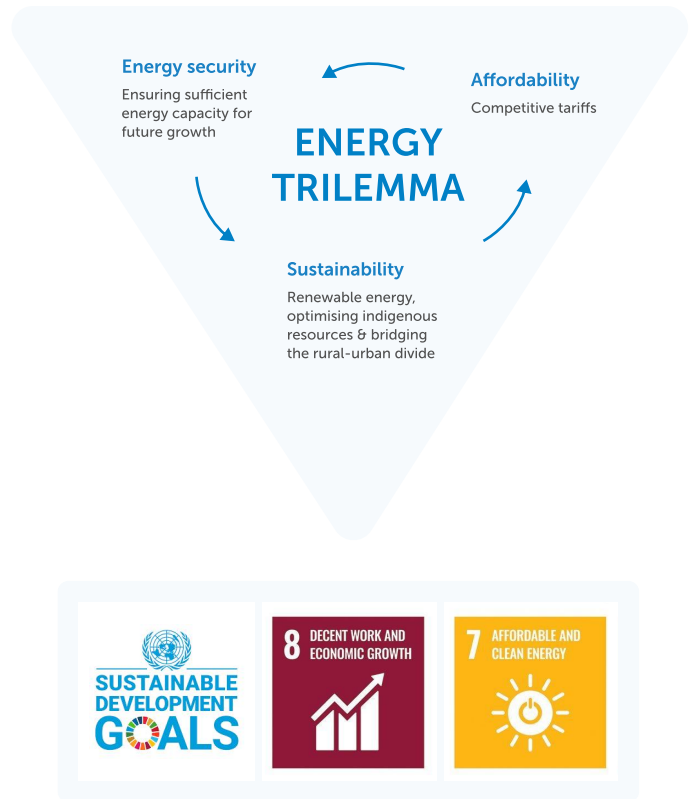 Energy security
Ensuring sufficient
energy capacity for
future growth
Affordability
Competitive tariffs
ENERGY
TRILEMMA
Sustainability
Renewable energy,
optimising indigenous
resources & bridging
the rural-urban divide
SUSTAINABLE
DEVELOPMENT
GOALS
8 DECENT WORK AND
ECONOMIC GROWTH
7 AFFORDABLE AND
CLEAN ENERGY